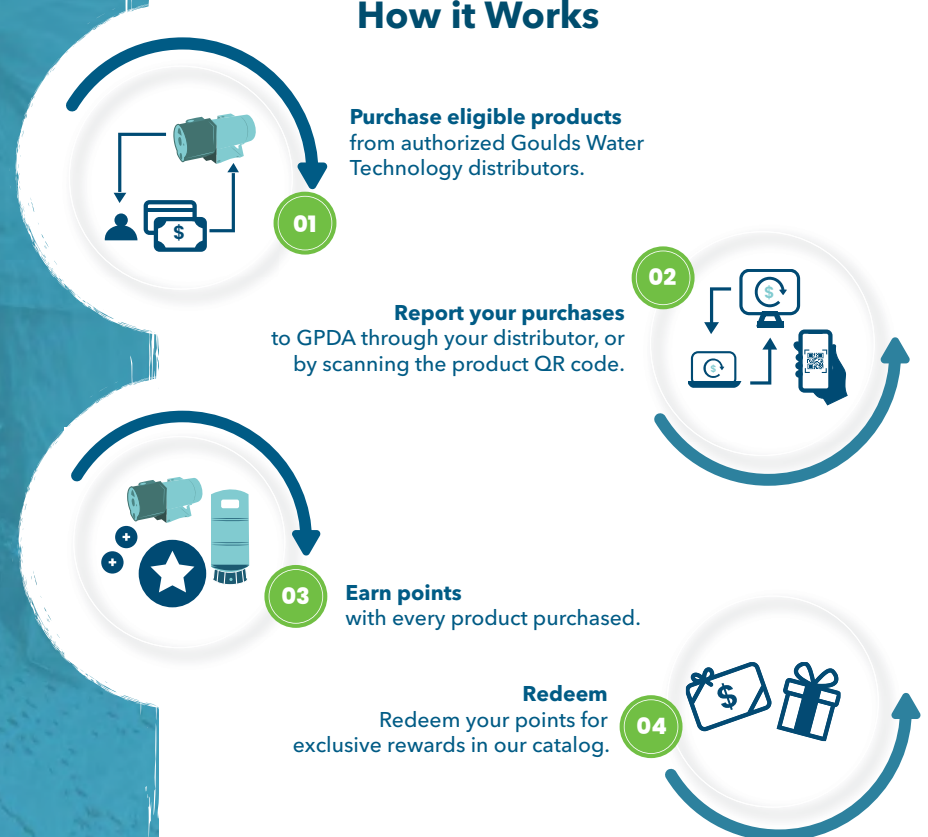 How it Works
Purchase eligible products
from authorized Goulds Water
Technology distributors.
$
01
02
$
$
Report your purchases
to GPDA through your distributor, or
by scanning the product QR code.
03
Earn points
with every product purchased.
$
Redeem
Redeem your points for
exclusive rewards in our catalog.
04